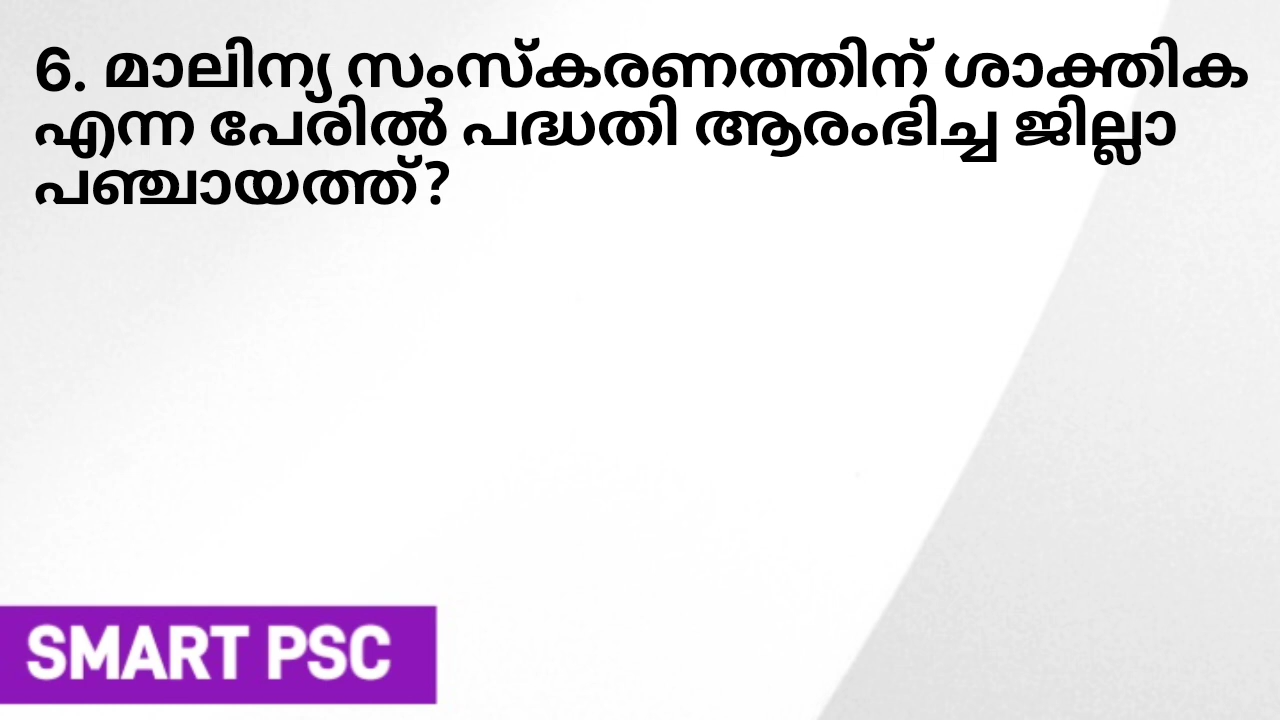 6. മാലിന്യ സംസ്കരണത്തിന് ശാക്തിക
എന്ന പേരിൽ പദ്ധതി ആരംഭിച്ച ജില്ലാ
പഞ്ചായത്ത്?
SMART PSC